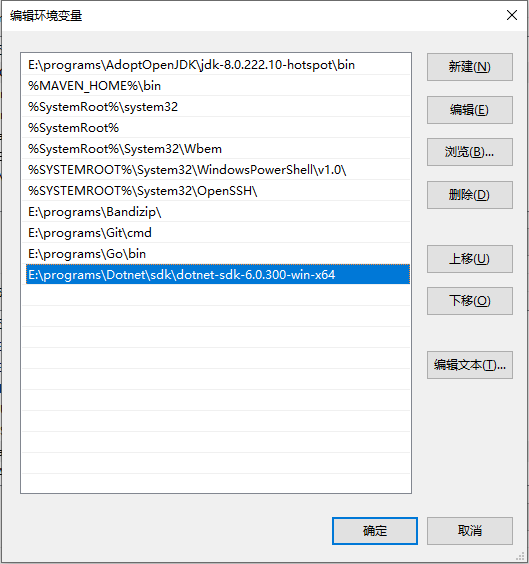 编辑环境变量
E:\programs\AdoptOpenJDK\jdk-8.0.222.10-hotspot\bin
%MAVEN_HOME%\bin
%SystemRoot%\system32
%SystemRoot%
%SystemRoot%\System32\Wbem
%SYSTEMROOT%\System32\WindowsPowerShell\v1.0\
%SYSTEMROOT%\System32\OpenSSH\
E:\programs\Bandizip\
E:\programs\Git\cmd
E:\programs\Go\bin
E:\programs\Dotnet\sdk\dotnet-sdk-6.0.300-win-x64
新建(N)
编辑(E)
浏览(B)...
删除(D)
上移(U)
下移(O)
编辑文本(T)...
确定
取消